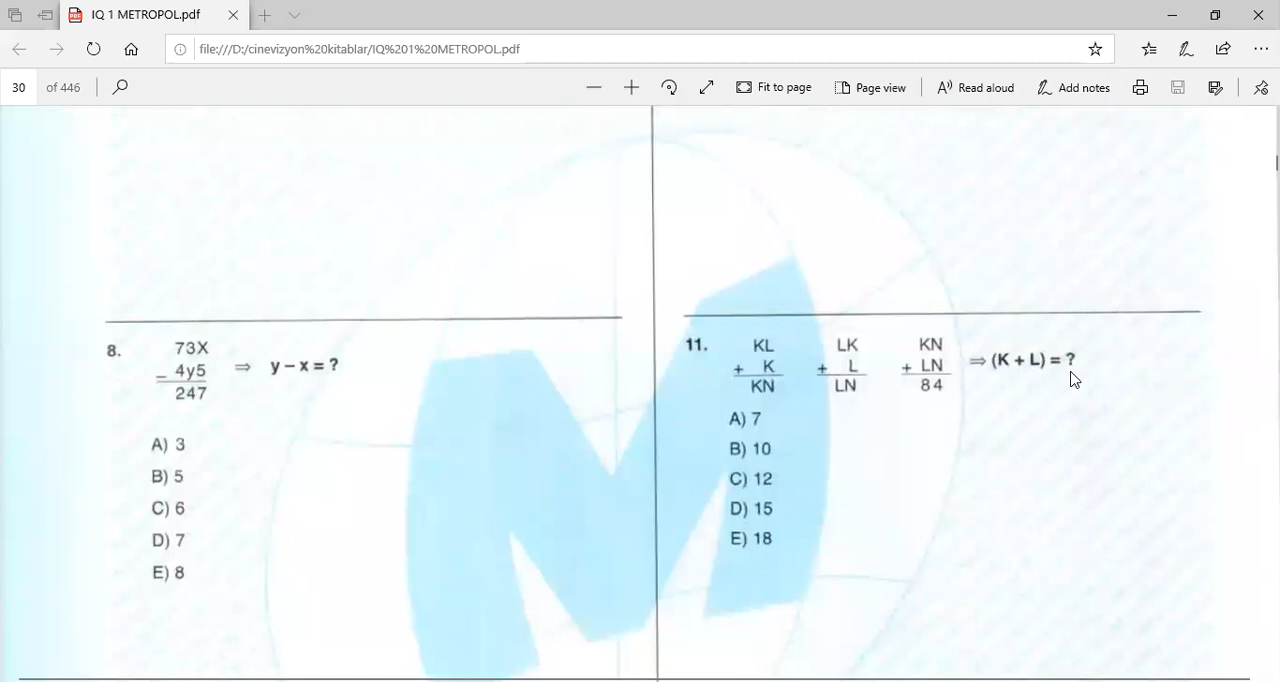 IQ 1 METROPOL.pdf
file:///D:/cinevizyon%20kitablar/IQ%201%20METROPOL.pdf
30 of 446 Fit to page Page view Read aloud Add notes
8. 73X
- 4y5
247
⇒ y – x = ?
A) 3
B) 5
C) 6
D) 7
E) 8
11. KL LK KN
+ K + L + LN
KN LN 84
⇒ (K + L) = ?
A) 7
B) 10
C) 12
D) 15
E) 18